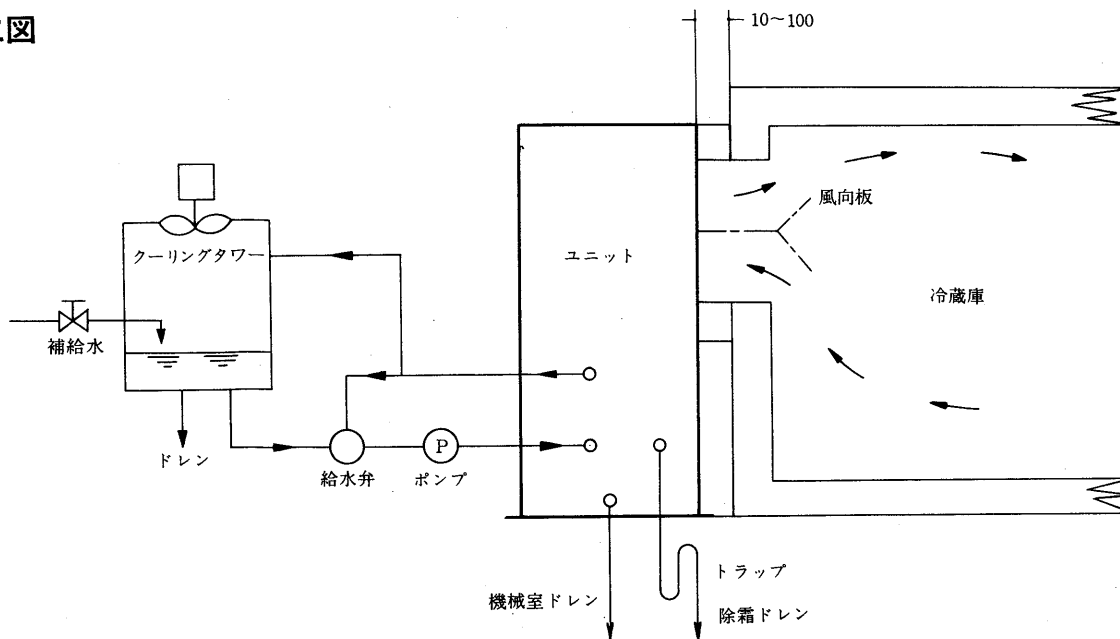 図
10~100
クーリングタワー
補給水
ドレン
給水弁
P
ポンプ
ユニット
風向板
冷蔵庫
機械室ドレン
トラップ
除霜ドレン